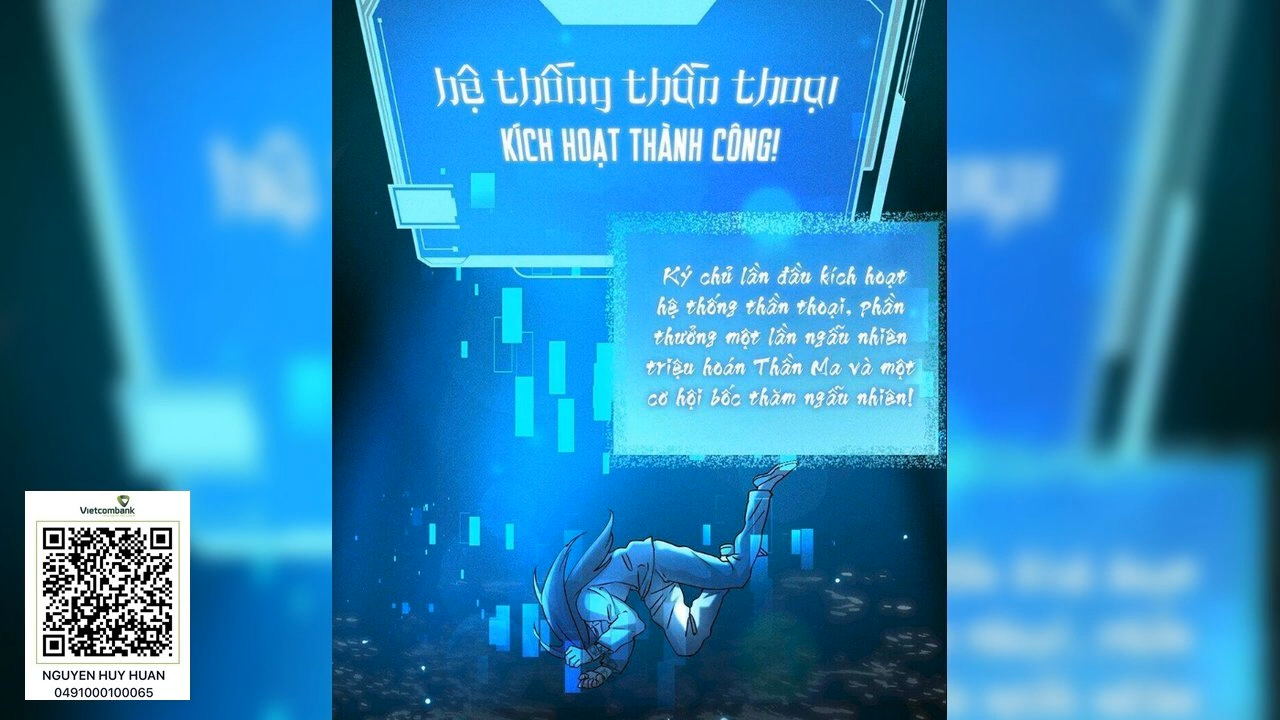 hệ thống thần thoại
KÍCH HOẠT THÀNH CÔNG!
Ký chủ lần đầu kích hoạt
hệ thống thần thoại, phần
thưởng một lần ngẫu nhiên
triệu hoán Thần Ma và một
cơ hội bốc thăm ngẫu nhiên!
Vietcombank
NGUYEN HUY HUAN
0491000100065